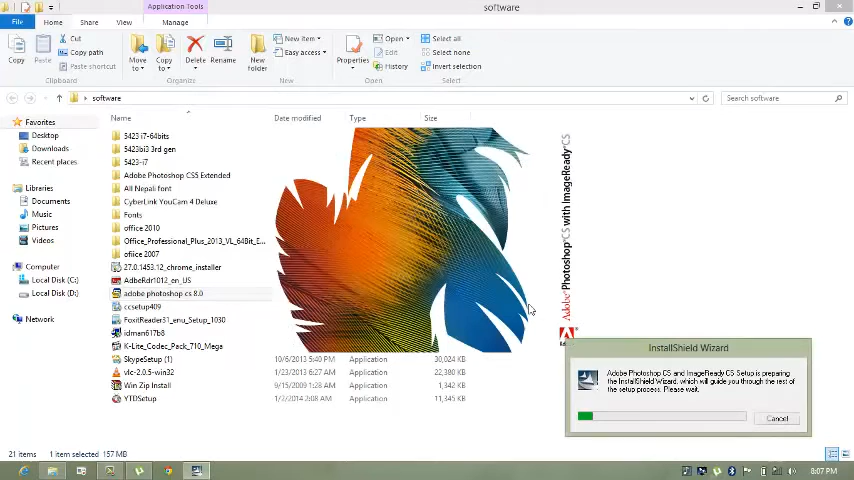 Application Tools
software
File
Home
Share
View
Manage
Copy
Paste
Cut
Copy path
Paste shortcut
Clipboard
Move to
Copy to
Delete
Rename
Organize
New folder
New item
Easy access
New
Properties
Open
Edit
History
Open
Select all
Select none
Invert selection
Select
software
Search software
Name
Date modified
Type
Size
Favorites
Desktop
Downloads
Recent places
Libraries
Documents
Music
Pictures
Videos
Computer
Local Disk (C:)
Local Disk (D:)
Network
5423 i7-64bits
5423bi3 3rd gen
5423-i7
Adobe Photoshop CS5 Extended
All Nepali font
CyberLink YouCam 4 Deluxe
Fonts
office 2010
Office_Professional_Plus_2013_VL_64Bit_E...
ofiice 2007
27.0.1453.12_chrome_installer
AdbeRdr1012_en_US
adobe photoshop cs 8.0
ccsetup409
FoxitReader31_enu_Setup_1030
idman617b8
K-Lite_Codec_Pack_710_Mega
SkypeSetup (1) 10/6/2013 5:40 PM Application 30,024 KB
vlc-2.0.5-win32 1/23/2013 6:27 AM Application 22,380 KB
Win Zip Install 9/15/2009 1:28 AM Application 1,342 KB
YTDSetup 1/2/2014 2:08 AM Application 11,345 KB
Adobe Photoshop CS with ImageReady CS
InstallShield Wizard
Adobe Photoshop CS and ImageReady CS Setup is preparing
the InstallShield Wizard, which will guide you through the rest of
the setup process. Please wait.
Cancel
21 items
1 item selected 157 MB
8:07 PM